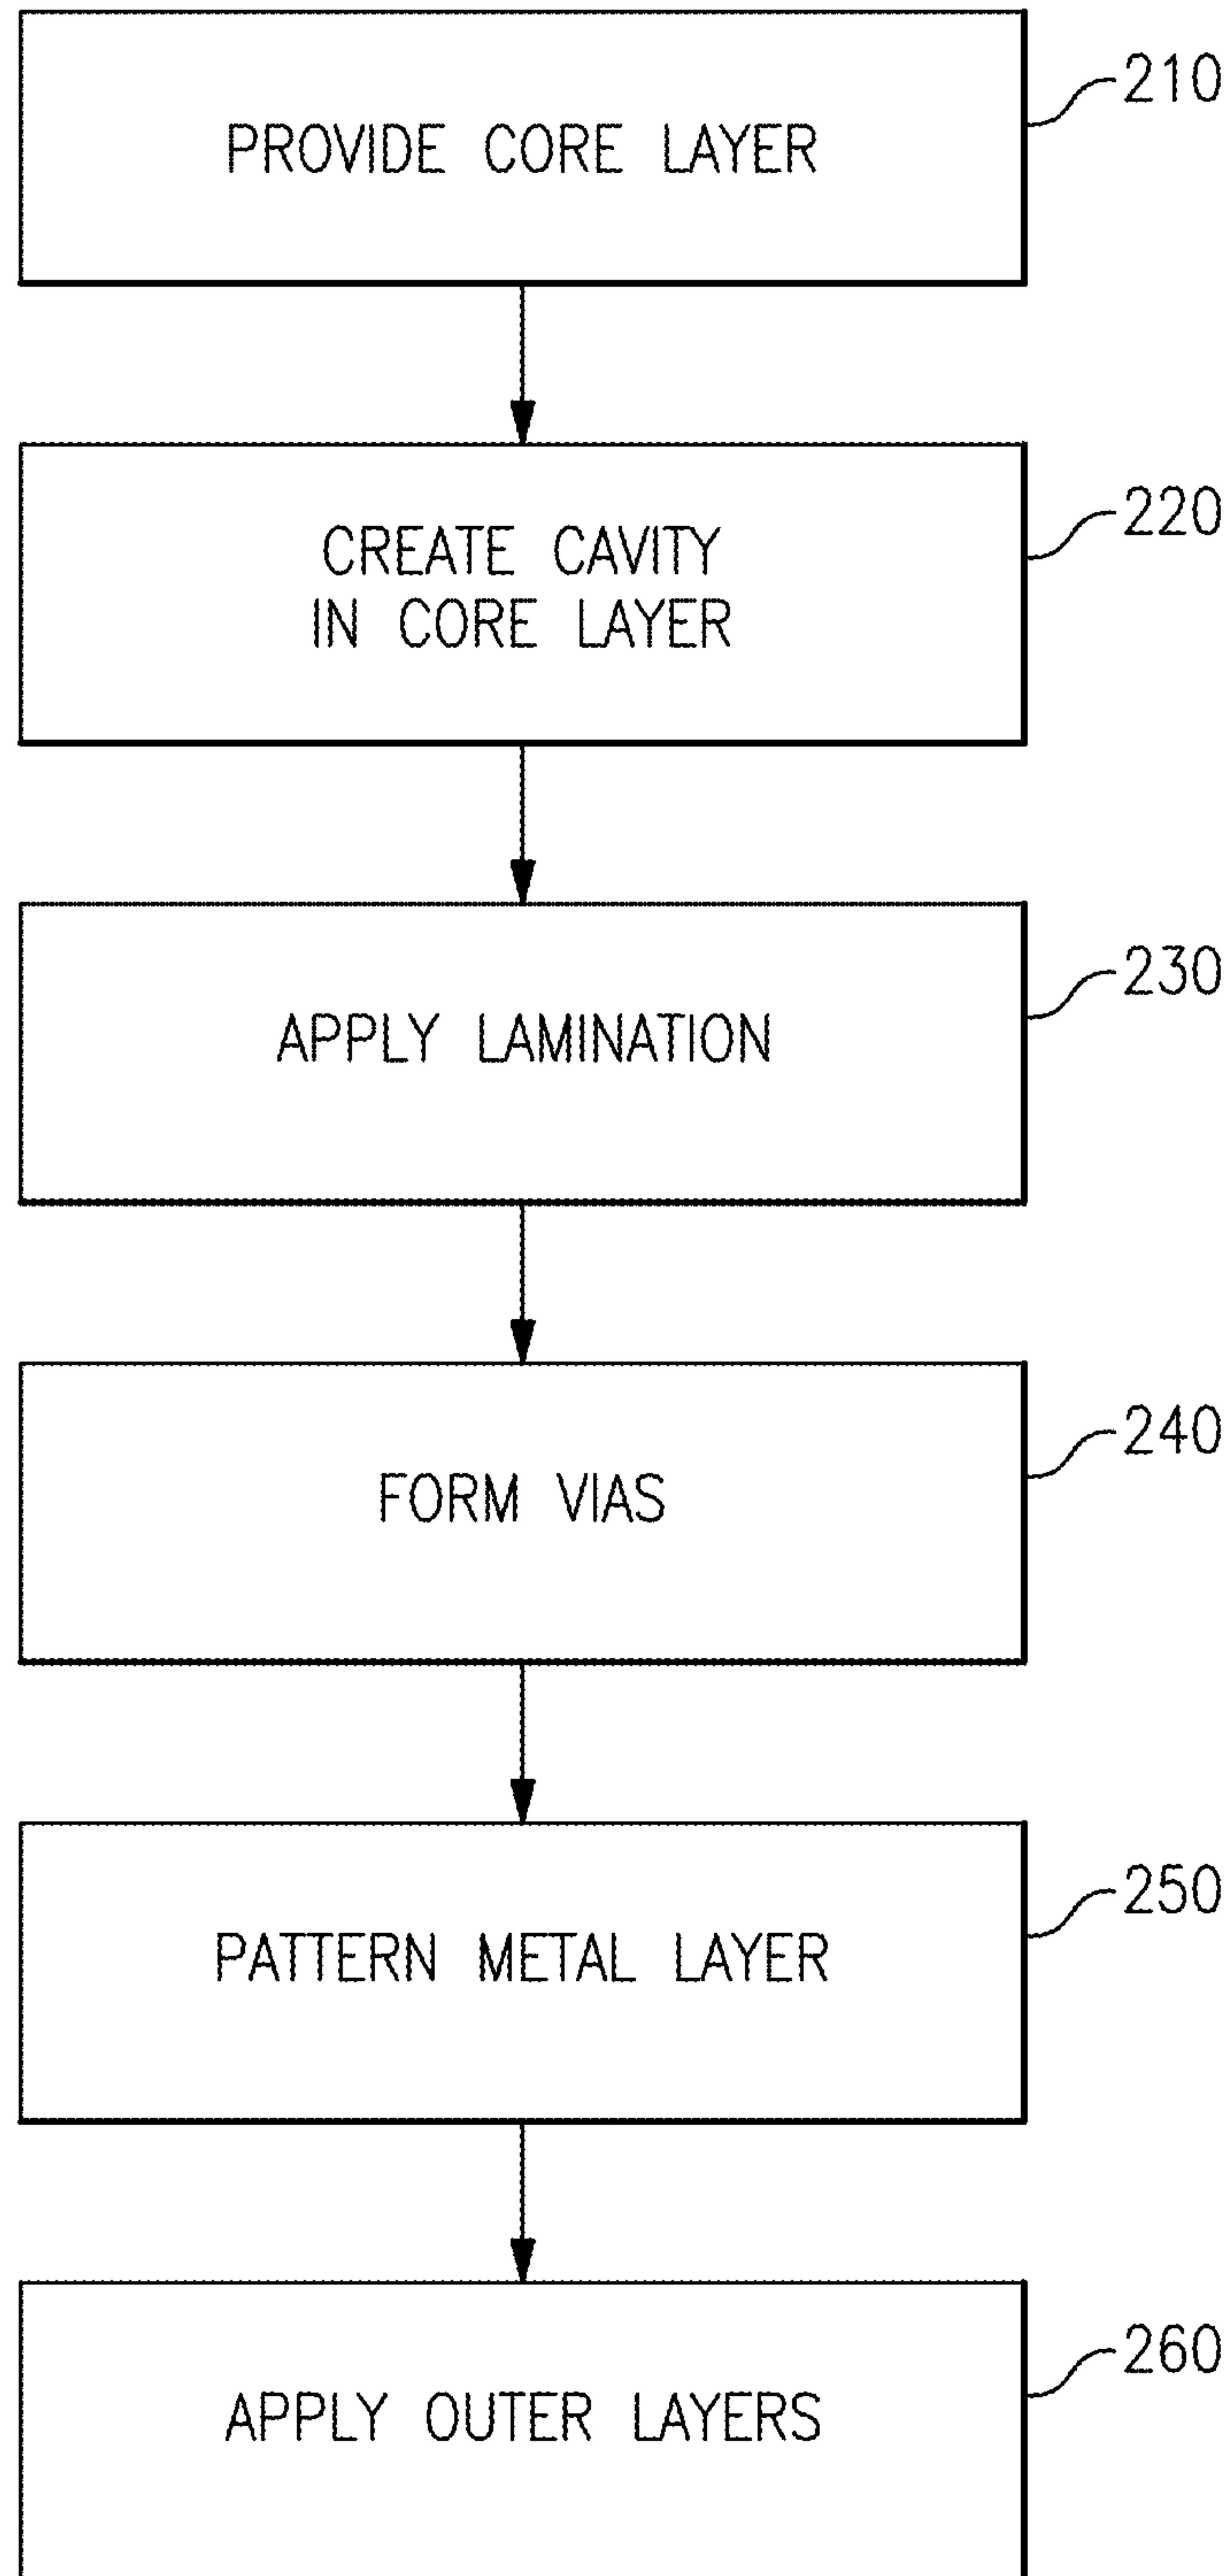 PROVIDE CORE LAYER
210
CREATE CAVITY
IN CORE LAYER
220
APPLY LAMINATION
230
FORM VIAS
240
PATTERN METAL LAYER
250
APPLY OUTER LAYERS
260